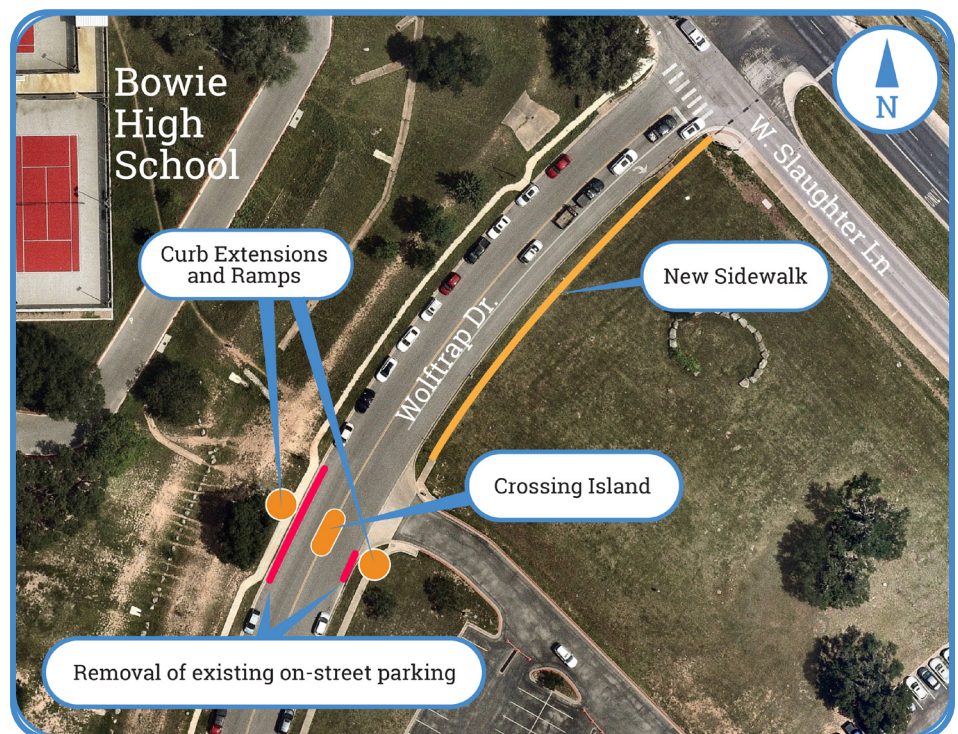 Bowie
High
School
N
W. Slaughter Ln
Curb Extensions
and Ramps
New Sidewalk
Wolftrap Dr.
Crossing Island
Removal of existing on-street parking